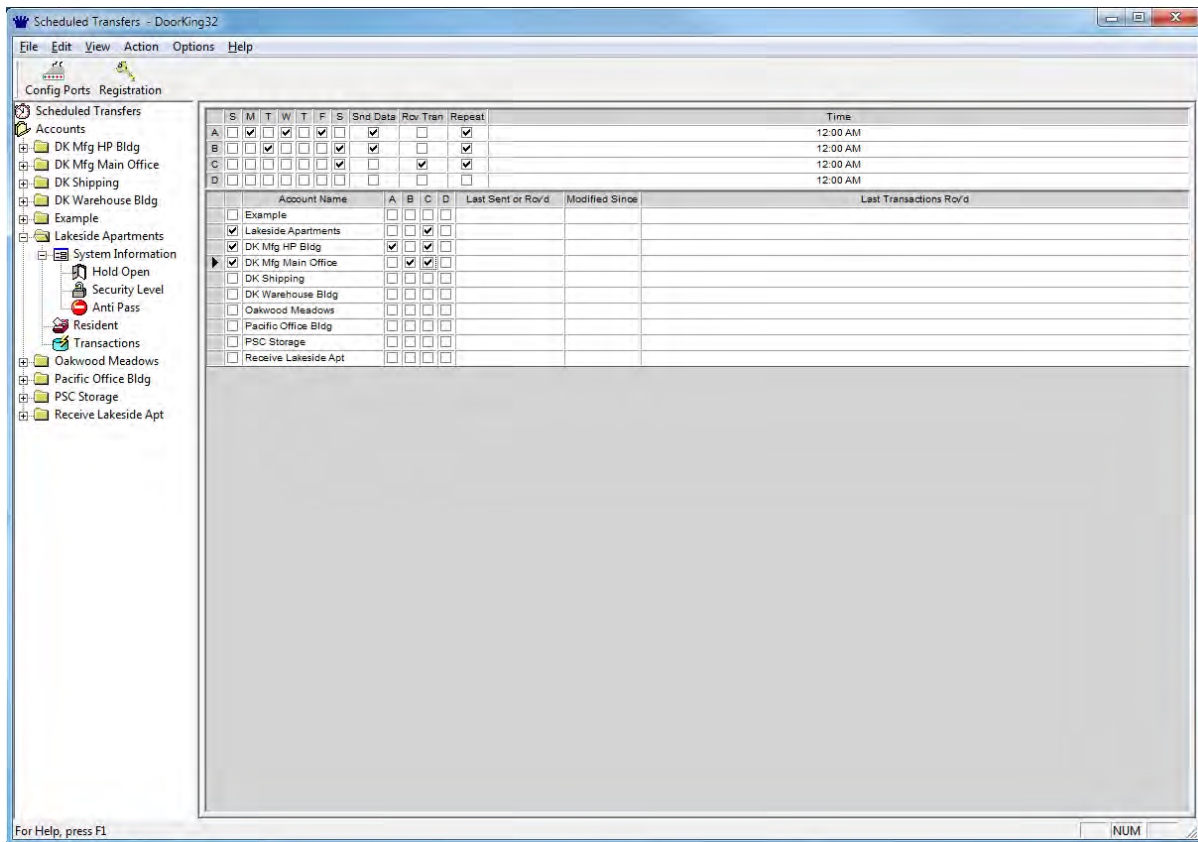 Scheduled Transfers - DoorKing32
File Edit View Action Options Help
Config Ports Registration
Scheduled Transfers
Accounts
DK Mfg HP Bldg
DK Mfg Main Office
DK Shipping
DK Warehouse Bldg
Example
Lakeside Apartments
System Information
Hold Open
Security Level
Anti Pass
Resident
Transactions
Oakwood Meadows
Pacific Office Bldg
PSC Storage
Receive Lakeside Apt
S M T W T F S Snd Data Rcv Tran Repeat Time
A 12:00 AM
B 12:00 AM
C 12:00 AM
D 12:00 AM
Account Name A B C D Last Sent or Rcv'd Modified Since Last Transactions Rcv'd
Example
Lakeside Apartments
DK Mfg HP Bldg
DK Mfg Main Office
DK Shipping
DK Warehouse Bldg
Oakwood Meadows
Pacific Office Bldg
PSC Storage
Receive Lakeside Apt
For Help, press F1
NUM